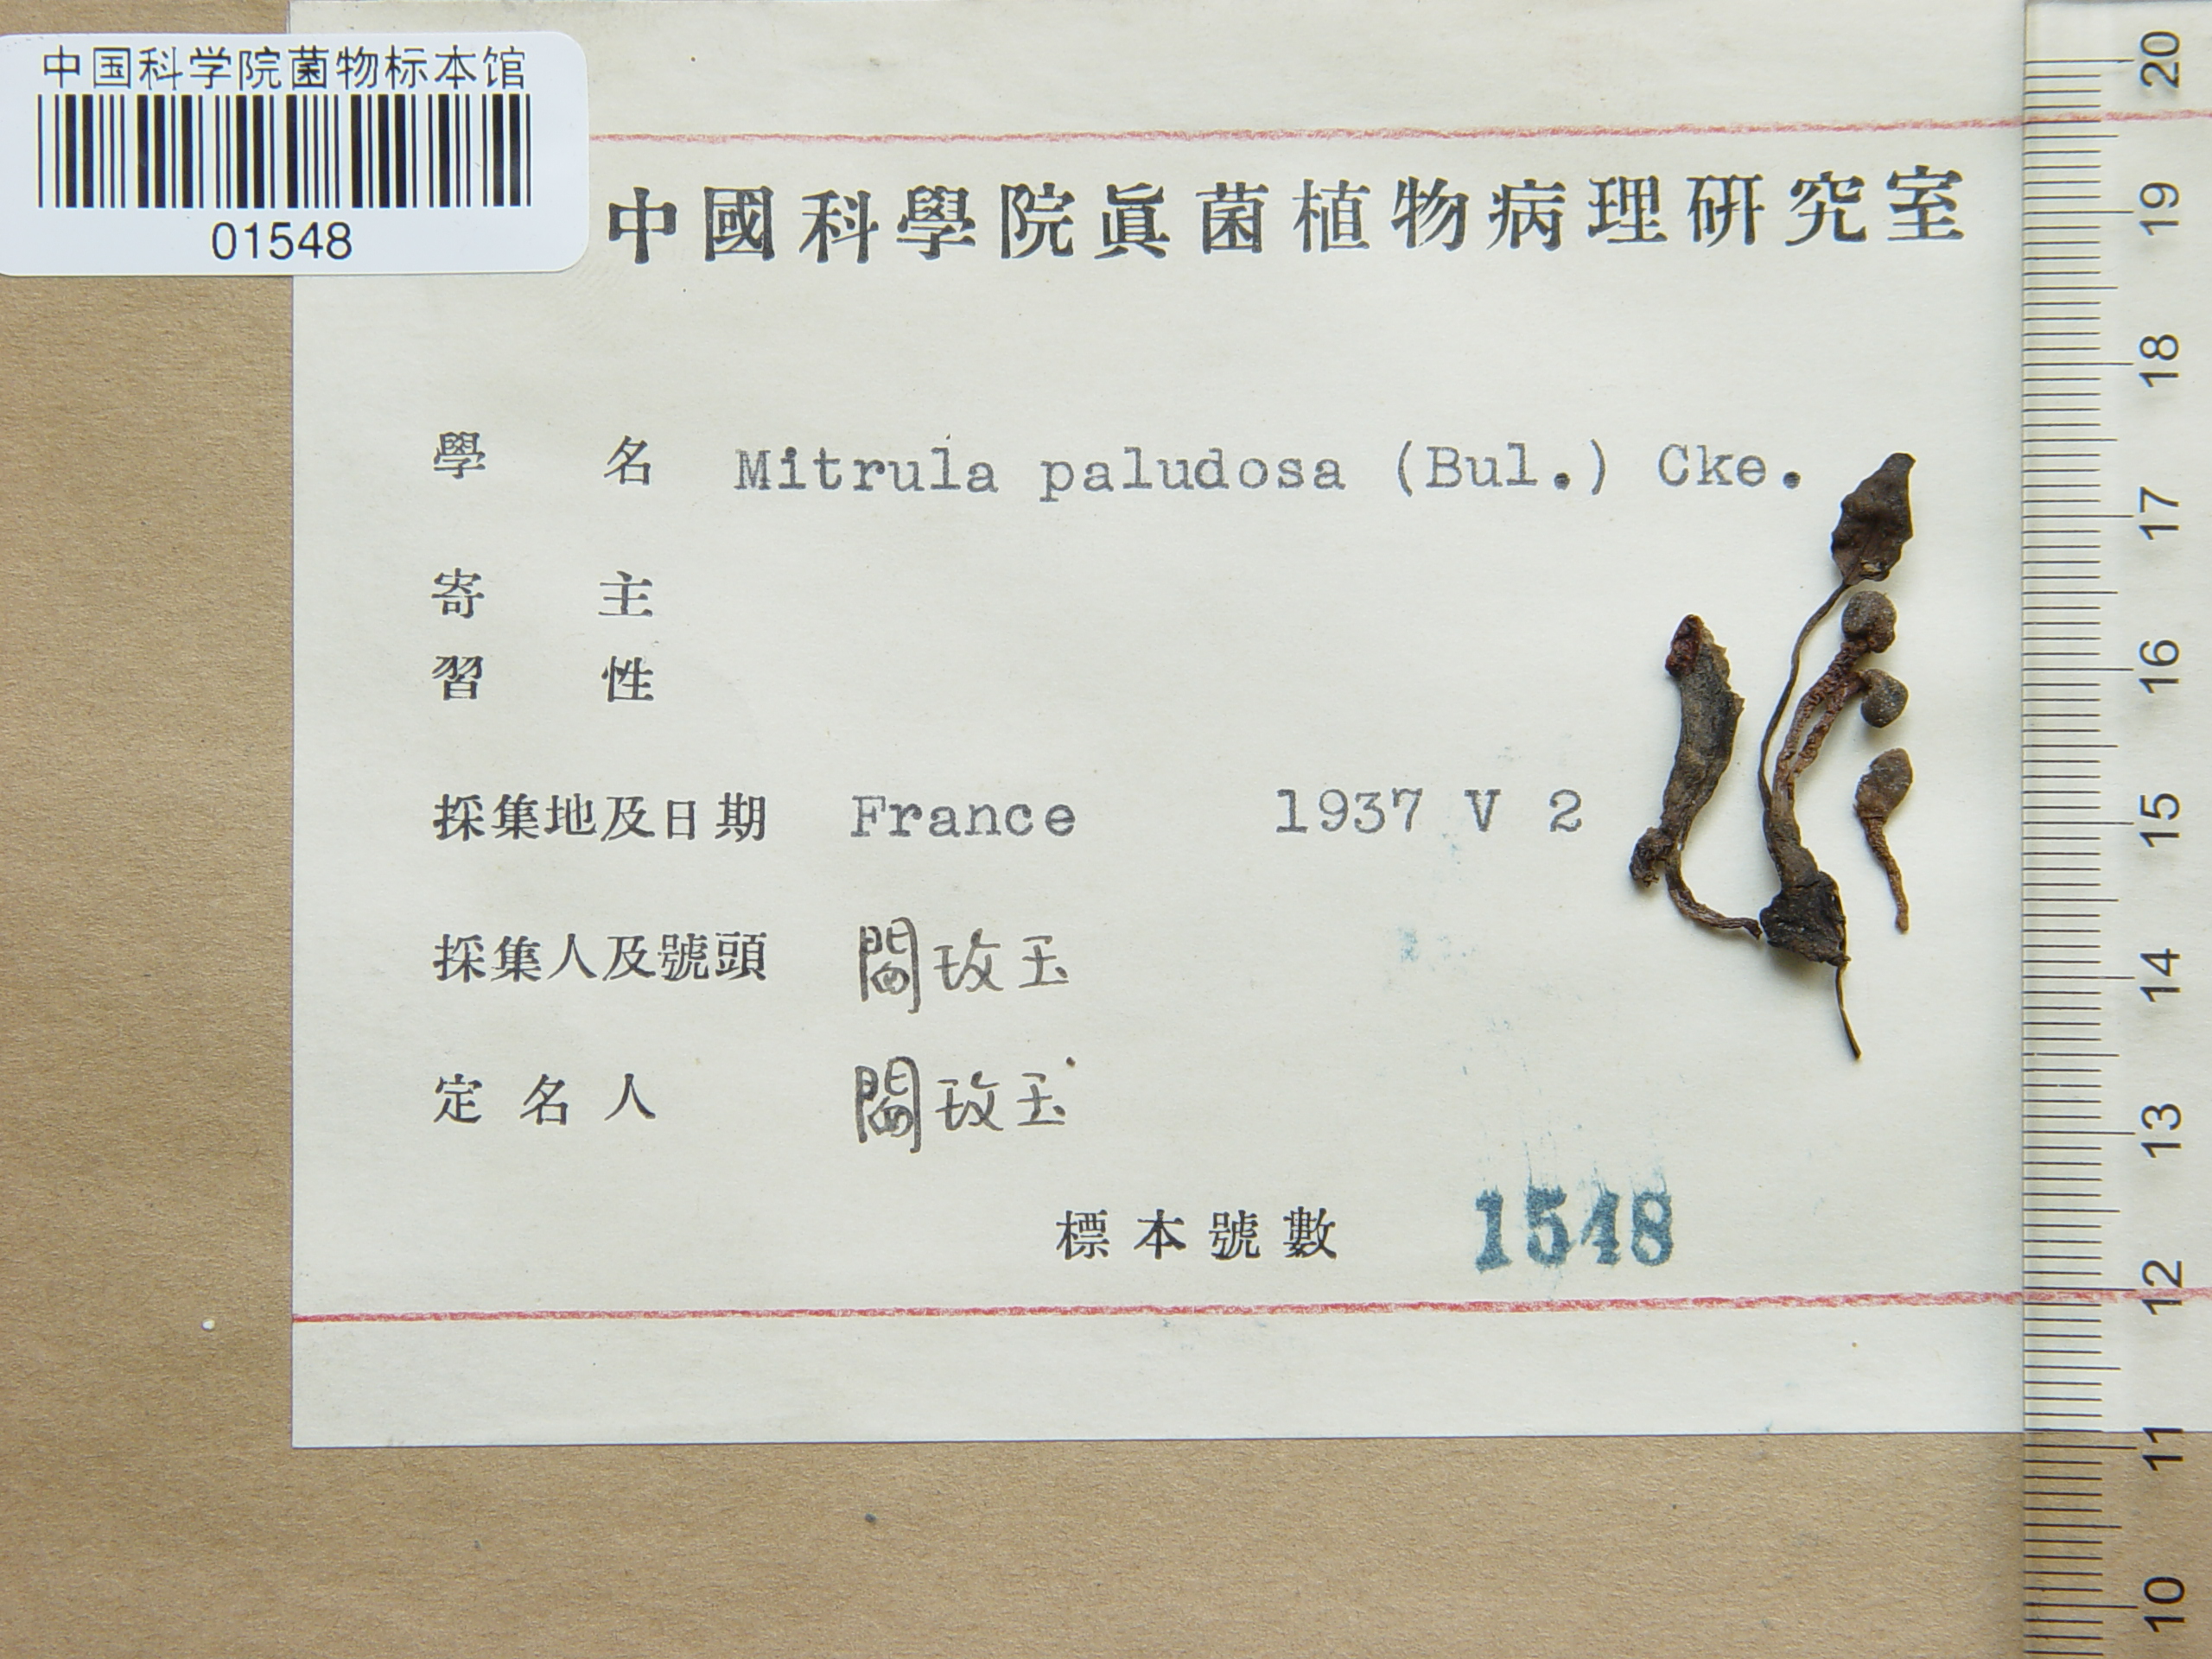 中国科学院菌物标本馆
01548
中國科學院眞菌植物病理研究室
學名 Mitrula paludosa (Bul.) Cke.
寄主
習性
採集地及日期 France 1937 V 2
採集人及號頭 閻玫玉
定名人 閻玫玉
標本號數 1548
20
19
18
17
16
15
14
13
12
11
10